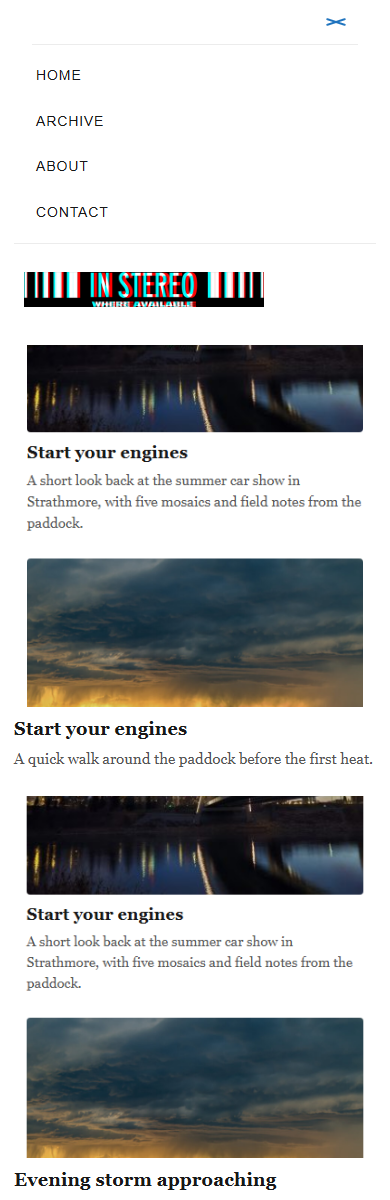 HOME
ARCHIVE
ABOUT
CONTACT
IN STEREO
WHERE AVAILABLE
Start your engines
A short look back at the summer car show in
Strathmore, with five mosaics and field notes from the
paddock.
Start your engines
A quick walk around the paddock before the first heat.
Start your engines
A short look back at the summer car show in
Strathmore, with five mosaics and field notes from the
paddock.
Evening storm approaching